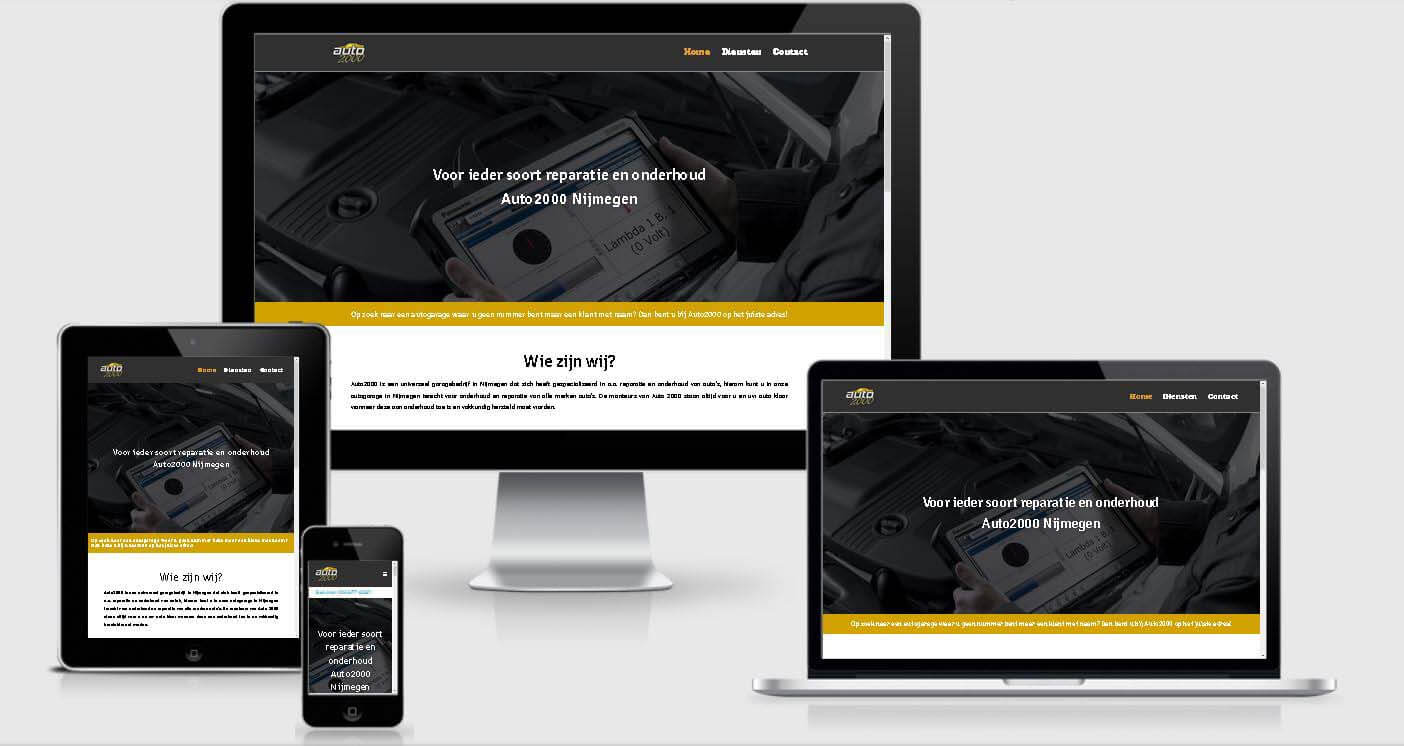 auto
2000
Home Diensten Contact
Voor ieder soort reparatie en onderhoud
Auto2000 Nijmegen
Panasonic
Lambda 1 B. 1
(0 Volt)
Op zoek naar een autogarage waar u geen nummer bent maar een klant met naam? Dan bent u bij Auto2000 op het juiste adres!
Wie zijn wij?
Auto2000 is een universeel garagebedrijf in Nijmegen dat zich heeft gespecialiseerd in o.a. reparatie en onderhoud van auto's, hierom kunt u in onze
autogarage in Nijmegen terecht voor onderhoud en reparatie van alle merken auto's. De monteurs van Auto 2000 staan altijd voor u en uw auto klaar
wanneer deze aan onderhoud toe is en vakkundig hersteld moet worden.
auto
2000
Home Diensten Contact
Voor ieder soort reparatie en onderhoud
Auto2000 Nijmegen
Wie zijn wij?
auto
2000
Voor ieder soort
reparatie en
onderhoud
Auto2000
Nijmegen
auto
2000
Home Diensten Contact
Voor ieder soort reparatie en onderhoud
Auto2000 Nijmegen
Lambda 1 B. 1
(0 Volt)
Op zoek naar een autogarage waar u geen nummer bent maar een klant met naam? Dan bent u bij Auto2000 op het juiste adres!